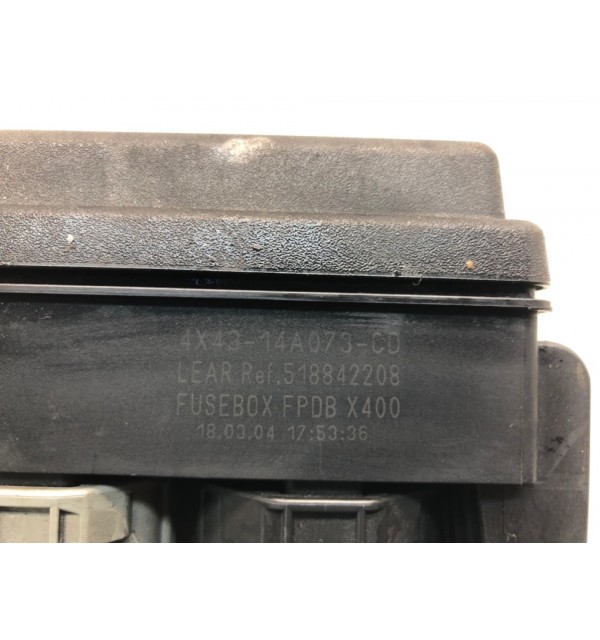 4X43-14A073-CD
LEAR Ref.518842208
FUSEBOX FPDB X400
18.03.04 17:53:36